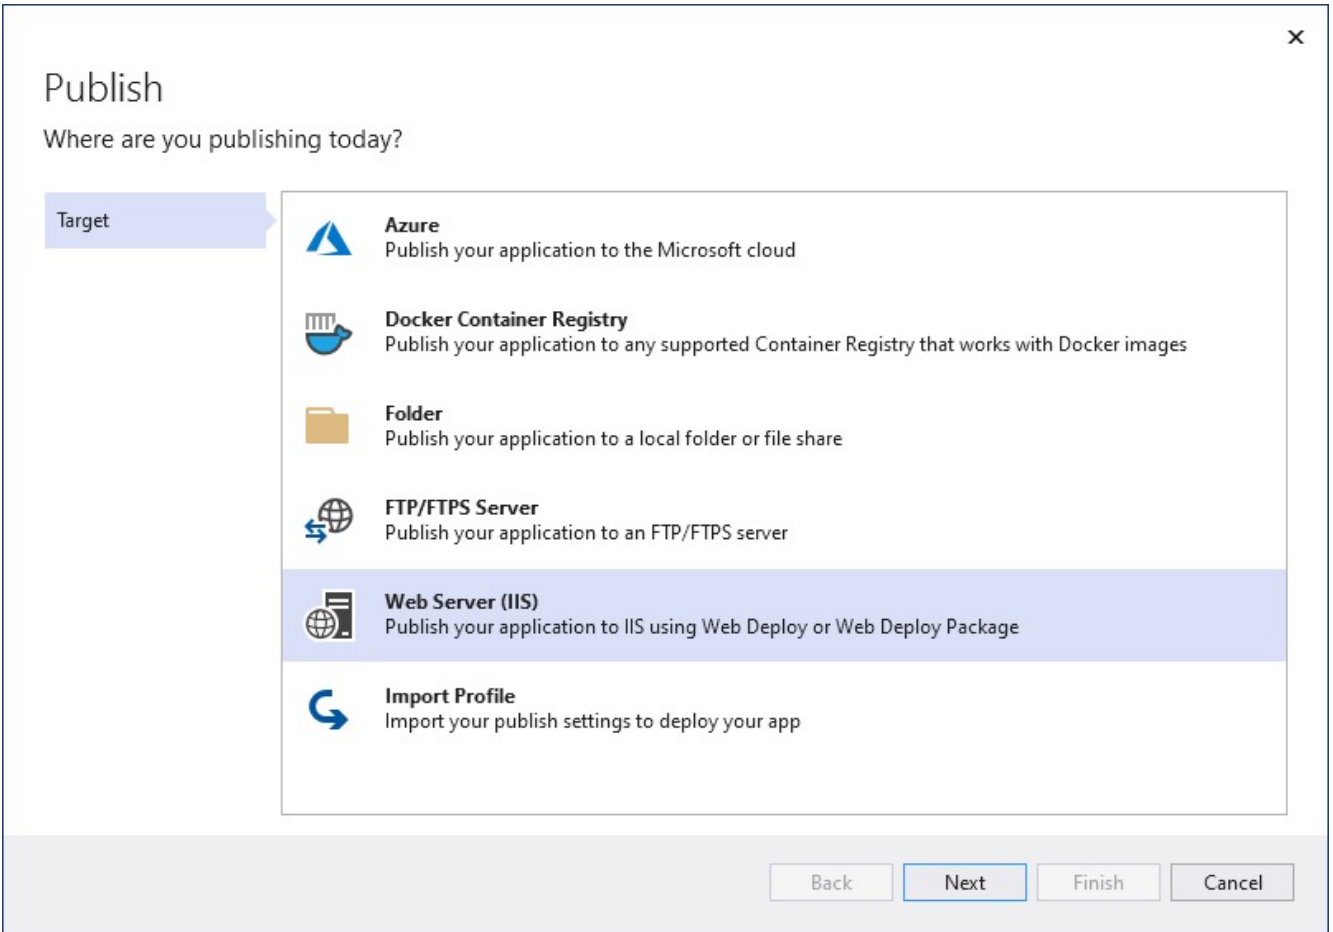 Publish
Where are you publishing today?
Target
Azure
Publish your application to the Microsoft cloud
Docker Container Registry
Publish your application to any supported Container Registry that works with Docker images
Folder
Publish your application to a local folder or file share
FTP/FTPS Server
Publish your application to an FTP/FTPS server
Web Server (IIS)
Publish your application to IIS using Web Deploy or Web Deploy Package
Import Profile
Import your publish settings to deploy your app
Back
Next
Finish
Cancel